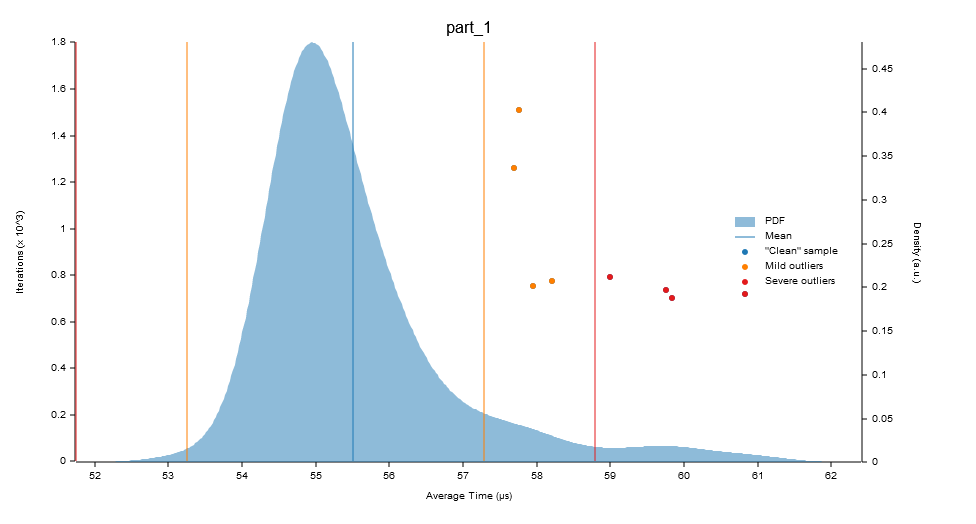 part_1
1.8
1.6
1.4
1.2
1
0.8
0.6
0.4
0.2
0
Iterations (x 10^3)
0.45
0.4
0.35
0.3
0.25
0.2
0.15
0.1
0.05
0
Density (a.u.)
PDF
Mean
"Clean" sample
Mild outliers
Severe outliers
52 53 54 55 56 57 58 59 60 61 62
Average Time (µs)